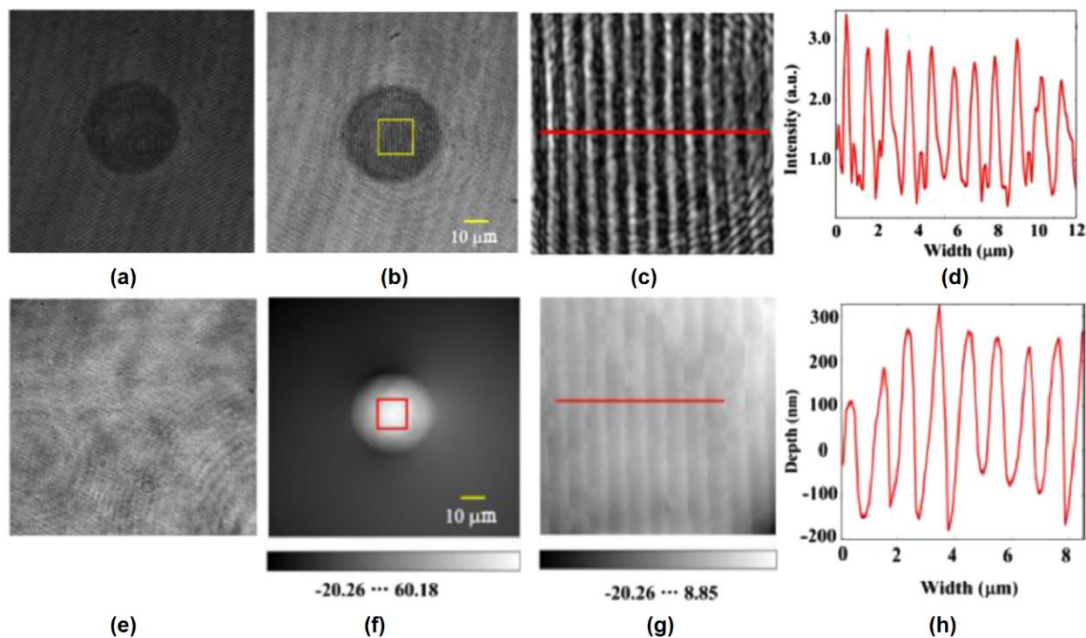 10 μm
3.0
2.0
1.0
Intensity (a.u.)
0 2 4 6 8 10 12
Width (μm)
(a) (b) (c) (d)
10 μm
-20.26 ··· 60.18
-20.26 ··· 8.85
300
200
100
0
-100
-200
Depth (nm)
0 2 4 6 8
Width (μm)
(e) (f) (g) (h)